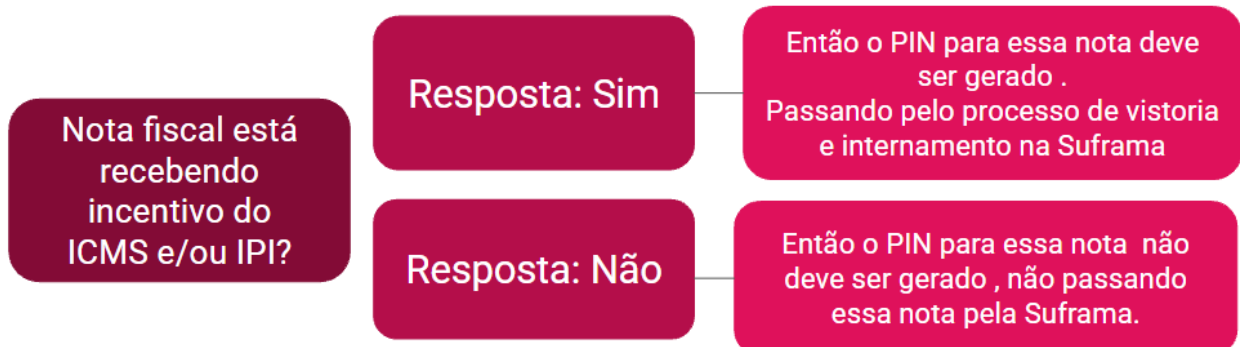 Nota fiscal está
recebendo
incentivo do
ICMS e/ou IPI?
Resposta: Sim
Então o PIN para essa nota deve
ser gerado .
Passando pelo processo de vistoria
e internamento na Suframa
Resposta: Não
Então o PIN para essa nota  não
deve ser gerado , não passando
essa nota pela Suframa.